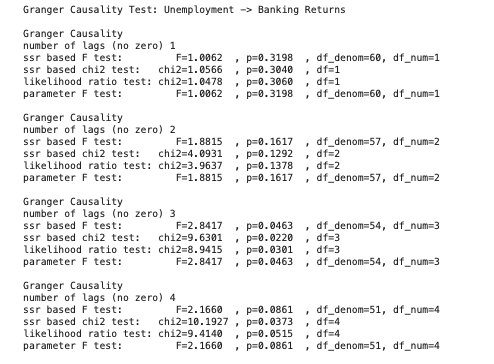 Granger Causality Test: Unemployment -> Banking Returns

Granger Causality
number of lags (no zero) 1
ssr based F test:         F=1.0062  , p=0.3198  , df_denom=60, df_num=1
ssr based chi2 test:   chi2=1.0566  , p=0.3040  , df=1
likelihood ratio test: chi2=1.0478  , p=0.3060  , df=1
parameter F test:         F=1.0062  , p=0.3198  , df_denom=60, df_num=1

Granger Causality
number of lags (no zero) 2
ssr based F test:         F=1.8815  , p=0.1617  , df_denom=57, df_num=2
ssr based chi2 test:   chi2=4.0931  , p=0.1292  , df=2
likelihood ratio test: chi2=3.9637  , p=0.1378  , df=2
parameter F test:         F=1.8815  , p=0.1617  , df_denom=57, df_num=2

Granger Causality
number of lags (no zero) 3
ssr based F test:         F=2.8417  , p=0.0463  , df_denom=54, df_num=3
ssr based chi2 test:   chi2=9.6301  , p=0.0220  , df=3
likelihood ratio test: chi2=8.9415  , p=0.0301  , df=3
parameter F test:         F=2.8417  , p=0.0463  , df_denom=54, df_num=3

Granger Causality
number of lags (no zero) 4
ssr based F test:         F=2.1660  , p=0.0861  , df_denom=51, df_num=4
ssr based chi2 test:   chi2=10.1927 , p=0.0373  , df=4
likelihood ratio test: chi2=9.4140  , p=0.0515  , df=4
parameter F test:         F=2.1660  , p=0.0861  , df_denom=51, df_num=4